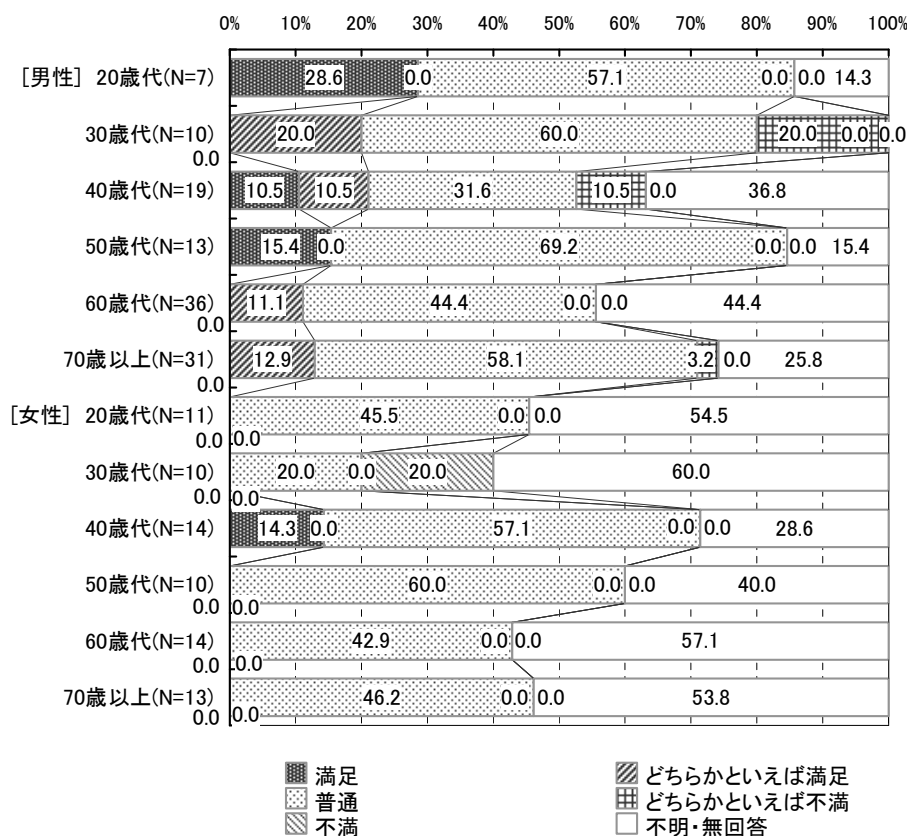 0% 10% 20% 30% 40% 50% 60% 70% 80% 90% 100%
[男性] 20歳代(N=7) 28.6 0.0 57.1 0.0 0.0 14.3
30歳代(N=10) 20.0 60.0 20.0 0.0 0.0
0.0
40歳代(N=19) 10.5 10.5 31.6 10.5 0.0 36.8
50歳代(N=13) 15.4 0.0 69.2 0.0 0.0 15.4
60歳代(N=36) 11.1 44.4 0.0 0.0 44.4
0.0
70歳以上(N=31) 12.9 58.1 3.2 0.0 25.8
0.0
[女性] 20歳代(N=11) 45.5 0.0 0.0 54.5
0.0 0.0
30歳代(N=10) 20.0 0.0 20.0 60.0
0.0 0.0
40歳代(N=14) 14.3 0.0 57.1 0.0 0.0 28.6
50歳代(N=10) 60.0 0.0 0.0 40.0
0.0 0.0
60歳代(N=14) 42.9 0.0 0.0 57.1
0.0 0.0
70歳以上(N=13) 46.2 0.0 0.0 53.8
0.0 0.0
満足 どちらかといえば満足
普通 どちらかといえば不満
不満 不明・無回答